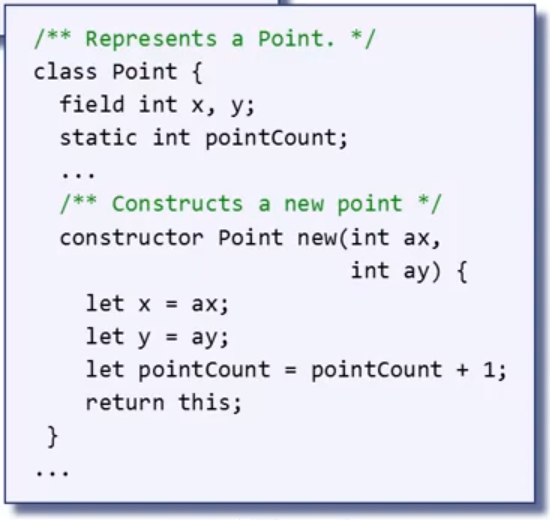 /** Represents a Point. */
class Point {
field int x, y;
static int pointCount;
...
/** Constructs a new point */
constructor Point new(int ax,
int ay) {
let x = ax;
let y = ay;
let pointCount = pointCount + 1;
return this;
}
...